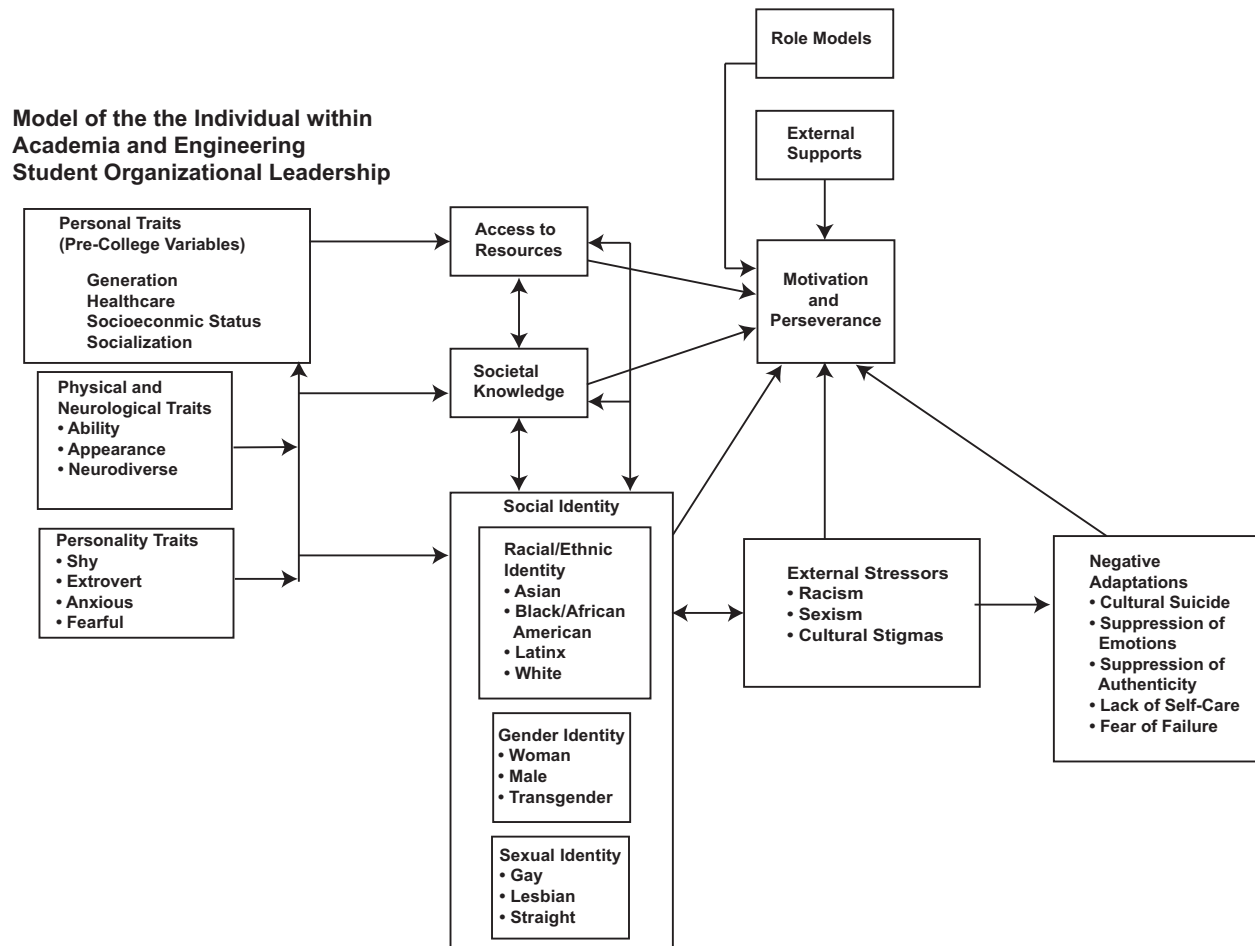 Role Models
Model of the the Individual within
Academia and Engineering
Student Organizational Leadership
External
Supports
Personal Traits
(Pre-College Variables)
Generation
Healthcare
Socioeconmic Status
Socialization
Access to
Resources
Motivation
and
Perseverance
Physical and
Neurological Traits
• Ability
• Appearance
• Neurodiverse
Societal
Knowledge
Personality Traits
• Shy
• Extrovert
• Anxious
• Fearful
Social Identity
Racial/Ethnic
Identity
• Asian
• Black/African
American
• Latinx
• White
Gender Identity
• Woman
• Male
• Transgender
Sexual Identity
• Gay
• Lesbian
• Straight
External Stressors
• Racism
• Sexism
• Cultural Stigmas
Negative
Adaptations
• Cultural Suicide
• Suppression of
Emotions
• Suppression of
Authenticity
• Lack of Self-Care
• Fear of Failure